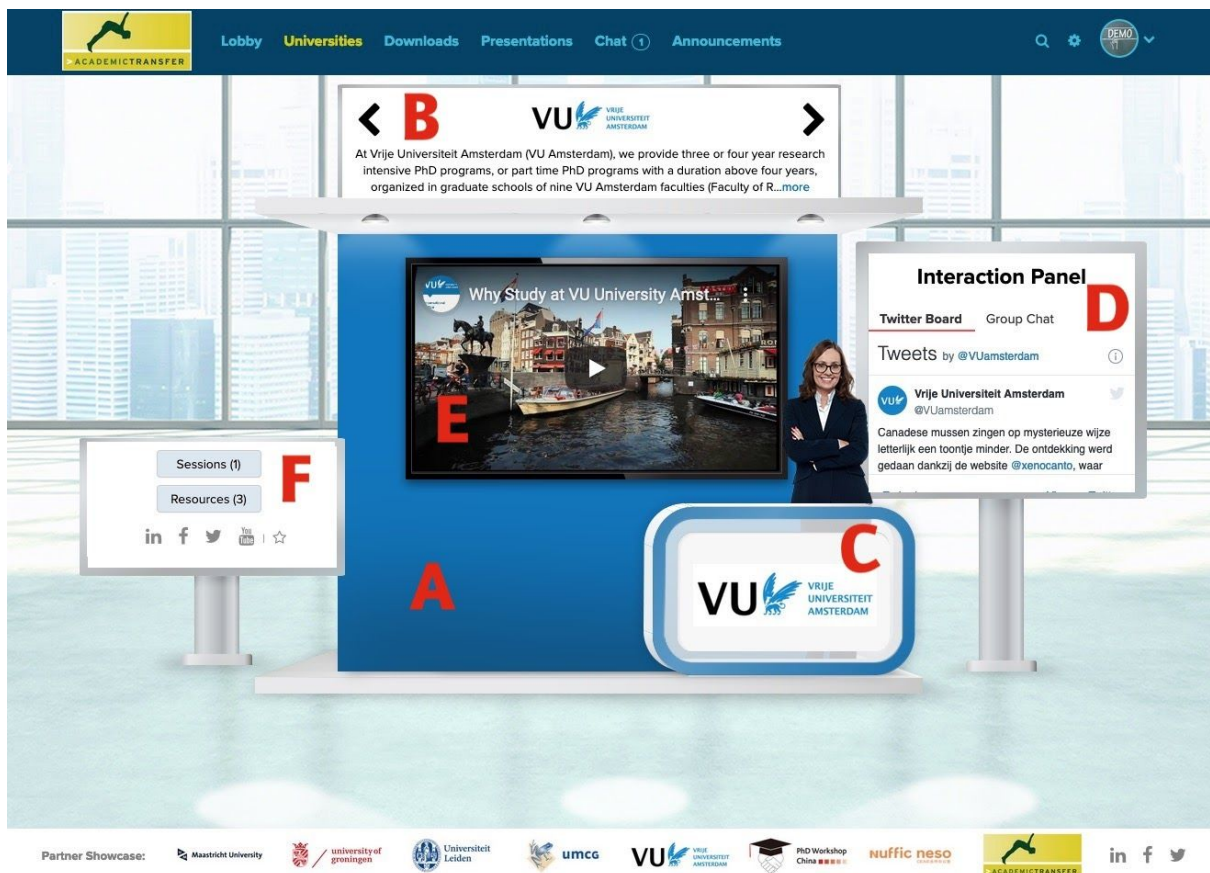 >ACADEMICTRANSFER
Lobby
Universities
Downloads
Presentations
Chat 1
Announcements
DEMO
B
VU VRIJE
UNIVERSITEIT
AMSTERDAM
At Vrije Universiteit Amsterdam (VU Amsterdam), we provide three or four year research
intensive PhD programs, or part time PhD programs with a duration above four years,
organized in graduate schools of nine VU Amsterdam faculties (Faculty of R...more
VU
Why Study at VU University Amst...
E
Interaction Panel
D
Twitter Board
Group Chat
Tweets by @VUamsterdam
VU
Vrije Universiteit Amsterdam
@VUamsterdam
Canadese mussen zingen op mysterieuze wijze
letterlijk een toontje minder. De ontdekking werd
gedaan dankzij de website @xenocanto, waar
Sessions (1)
Resources (3)
F
in f You Tube
A
C
VU VRIJE
UNIVERSITEIT
AMSTERDAM
Partner Showcase:
Maastricht University
university of
groningen
Universiteit
Leiden
umcg
VU VRIJE
UNIVERSITEIT
AMSTERDAM
PhD Workshop
China
nuffic neso
>ACADEMICTRANSFER
in f